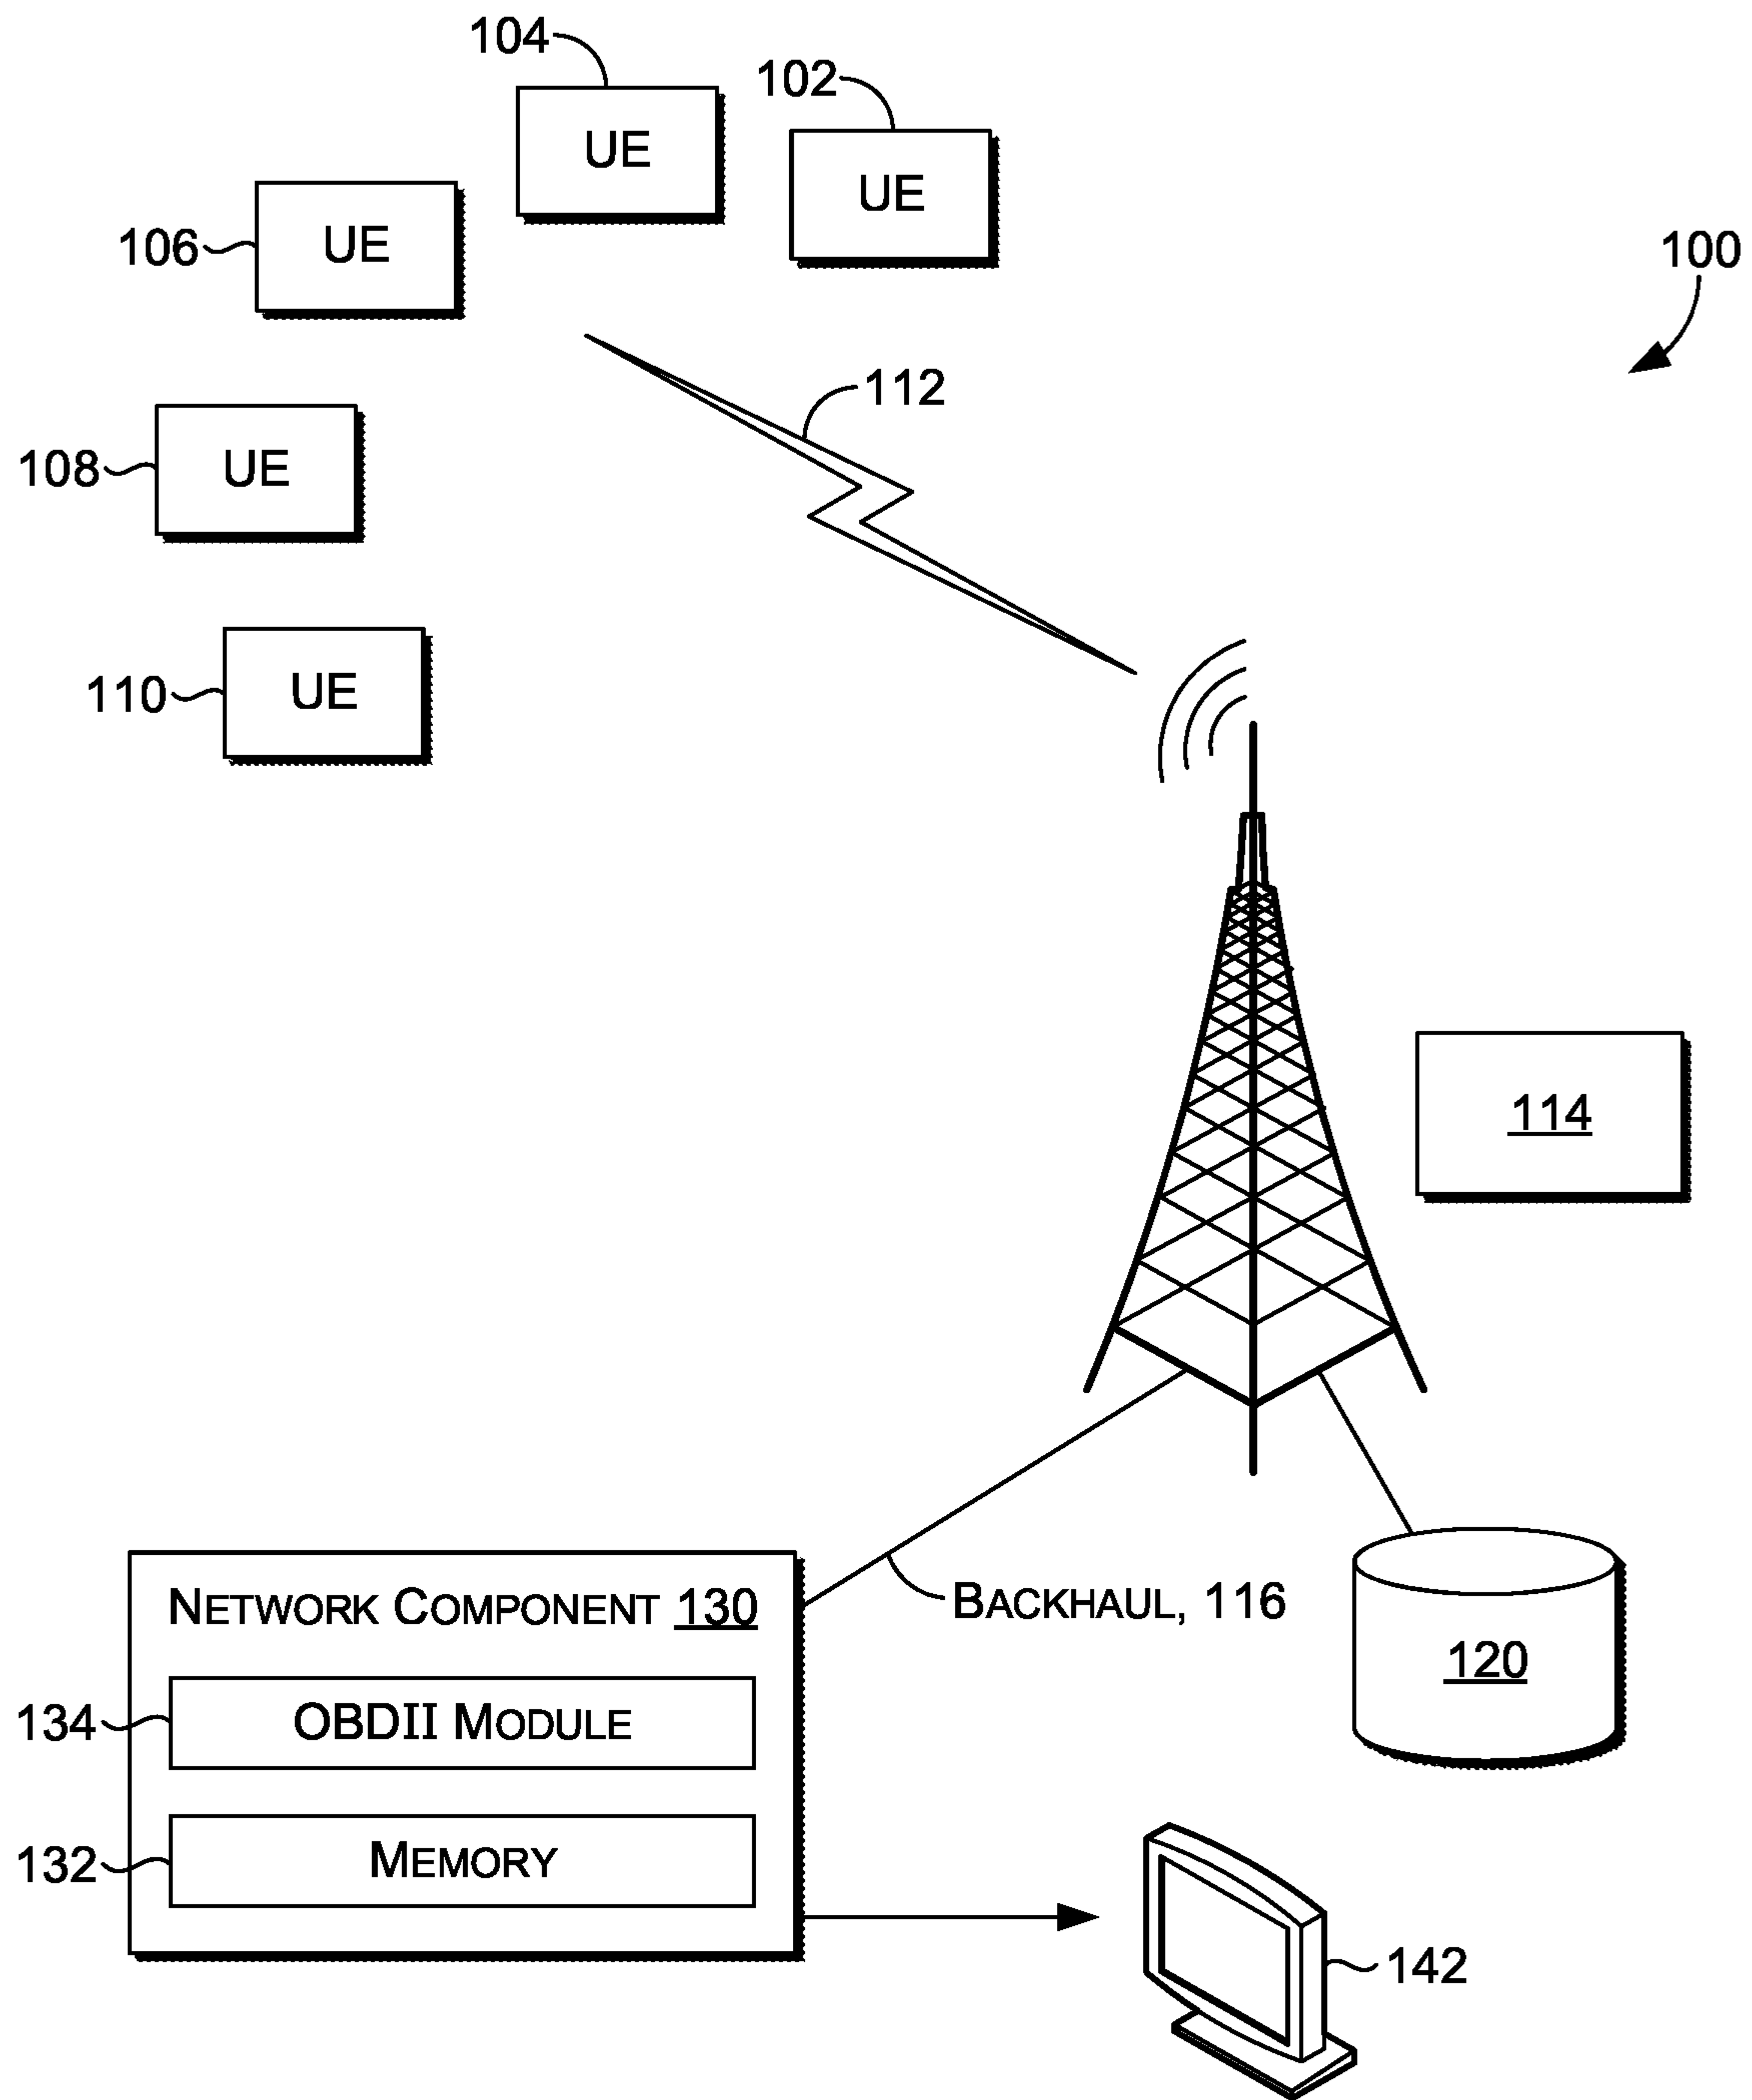 104
102
UE
UE
106
UE
100
112
108
UE
110
UE
114
NETWORK COMPONENT 130
BACKHAUL, 116
120
134
OBDII MODULE
132
MEMORY
142